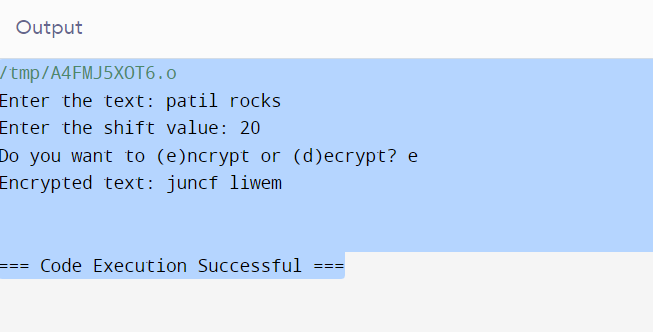 Output
/tmp/A4FMJ5XOT6.o
Enter the text: patil rocks
Enter the shift value: 20
Do you want to (e)ncrypt or (d)ecrypt? e
Encrypted text: juncf liwem
=== Code Execution Successful ===